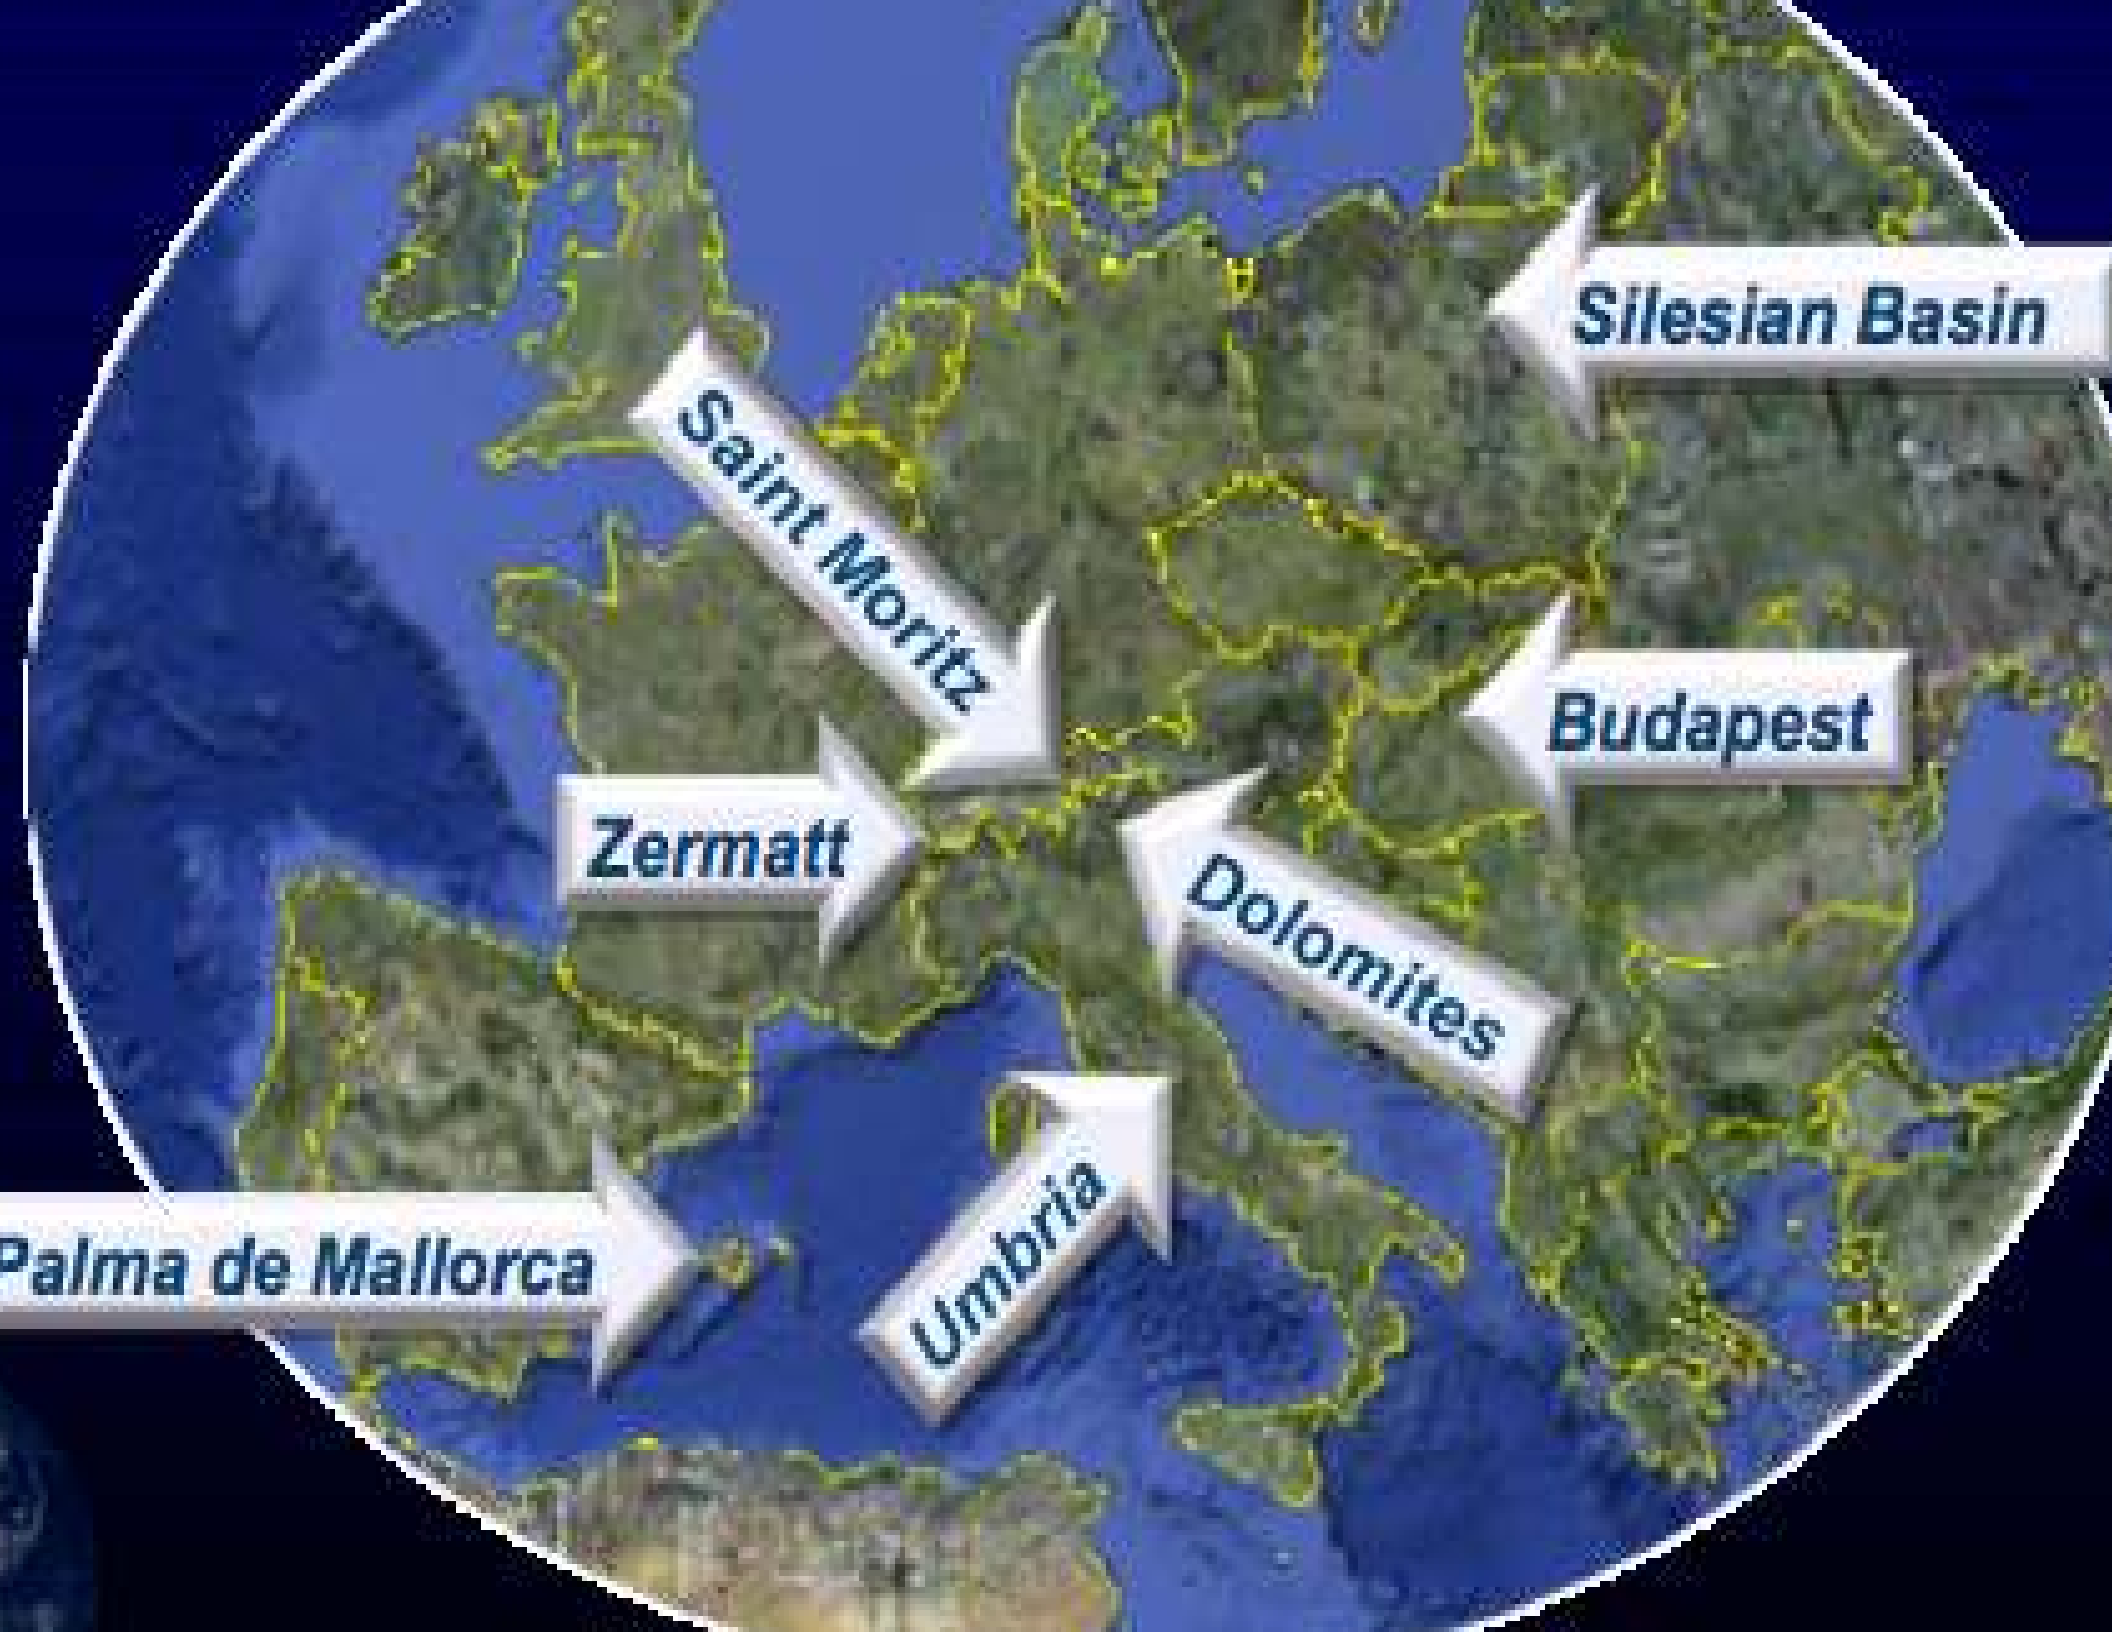 Silesian Basin
Saint Moritz
Budapest
Zermatt
Dolomites
Umbria
Palma de Mallorca